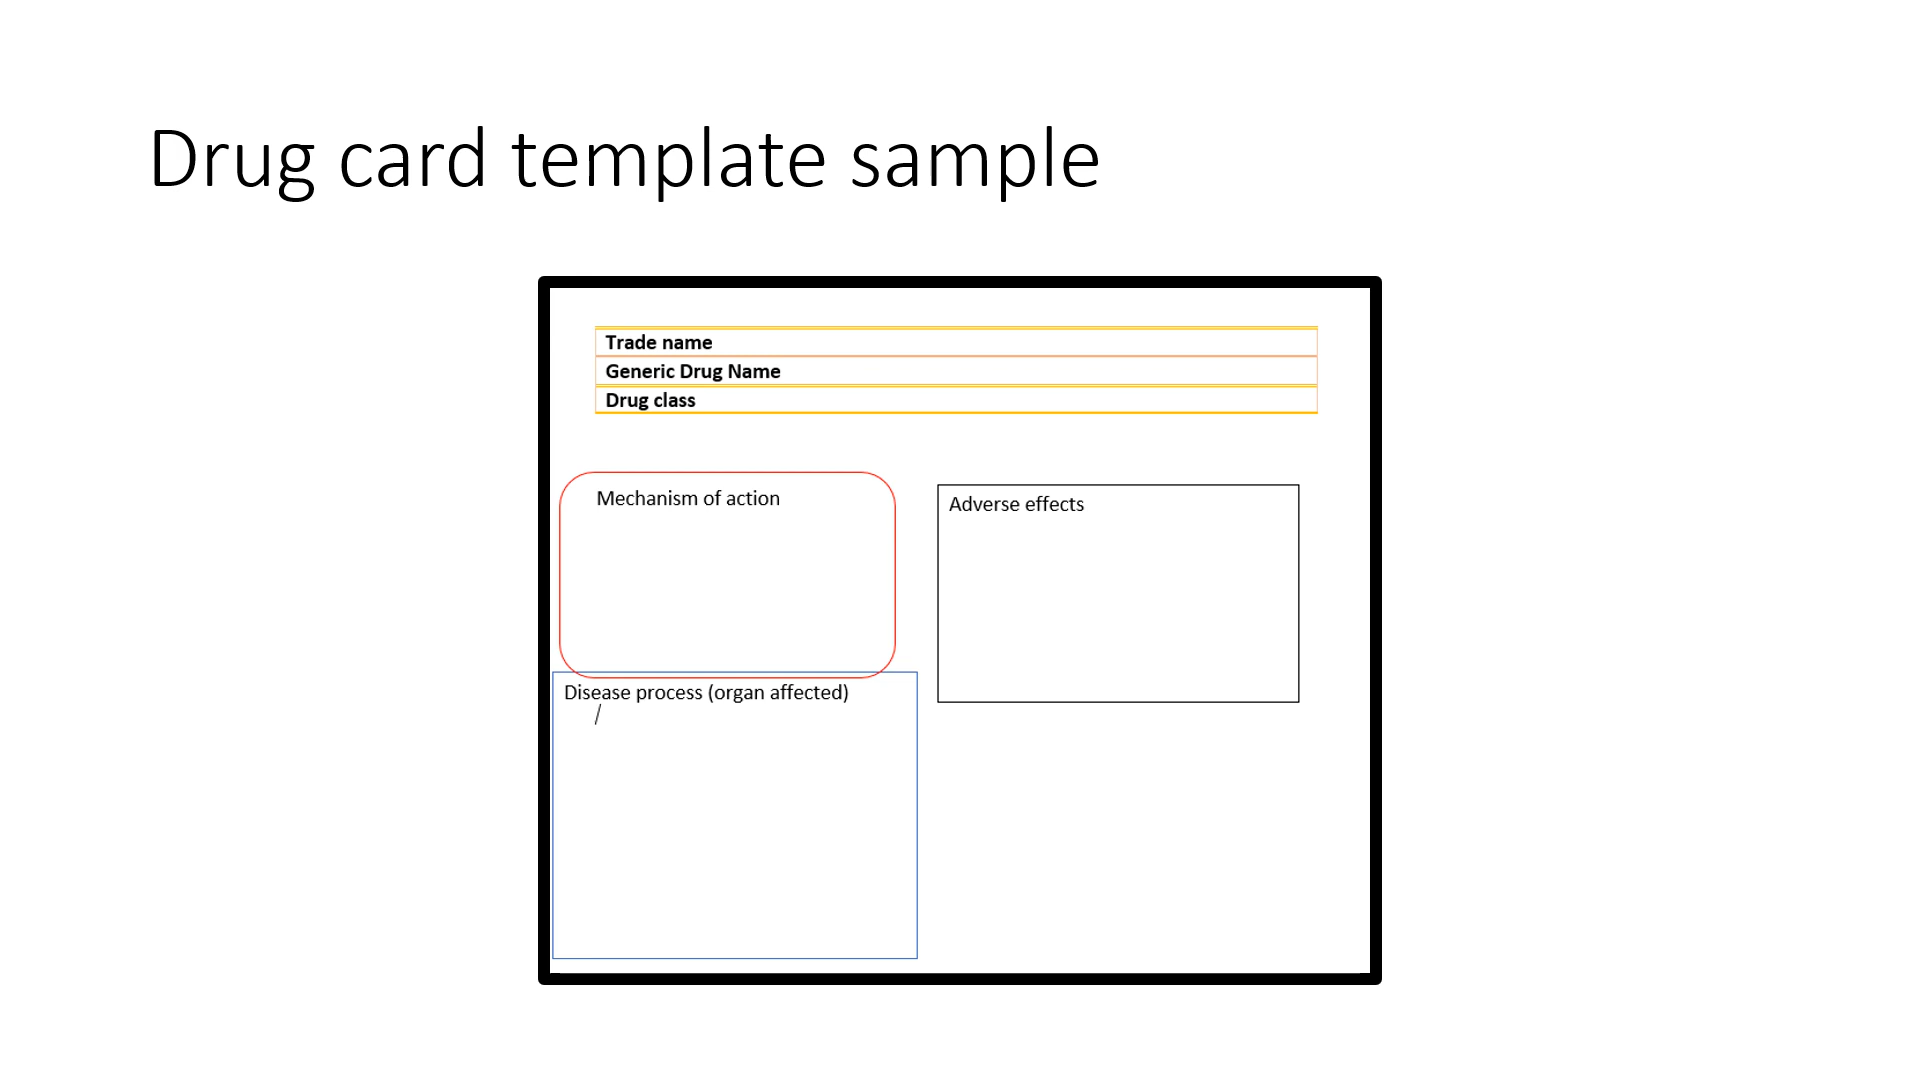 Drug card template sample
Trade name
Generic Drug Name
Drug class
Mechanism of action
Adverse effects
Disease process (organ affected)
/